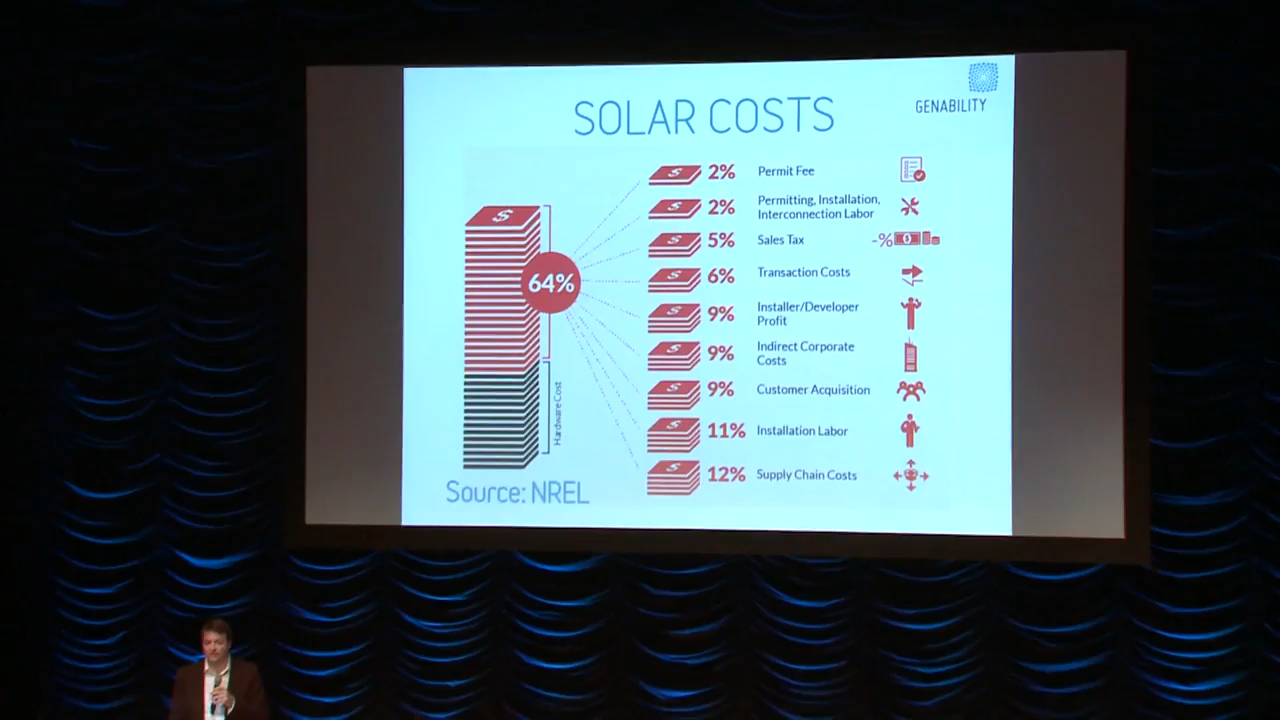 SOLAR COSTS
GENABILITY
64%
Hardware Cost
Source: NREL
2% Permit Fee
2% Permitting, Installation,
Interconnection Labor
5% Sales Tax -%
6% Transaction Costs
9% Installer/Developer
Profit
9% Indirect Corporate
Costs
9% Customer Acquisition
11% Installation Labor
12% Supply Chain Costs